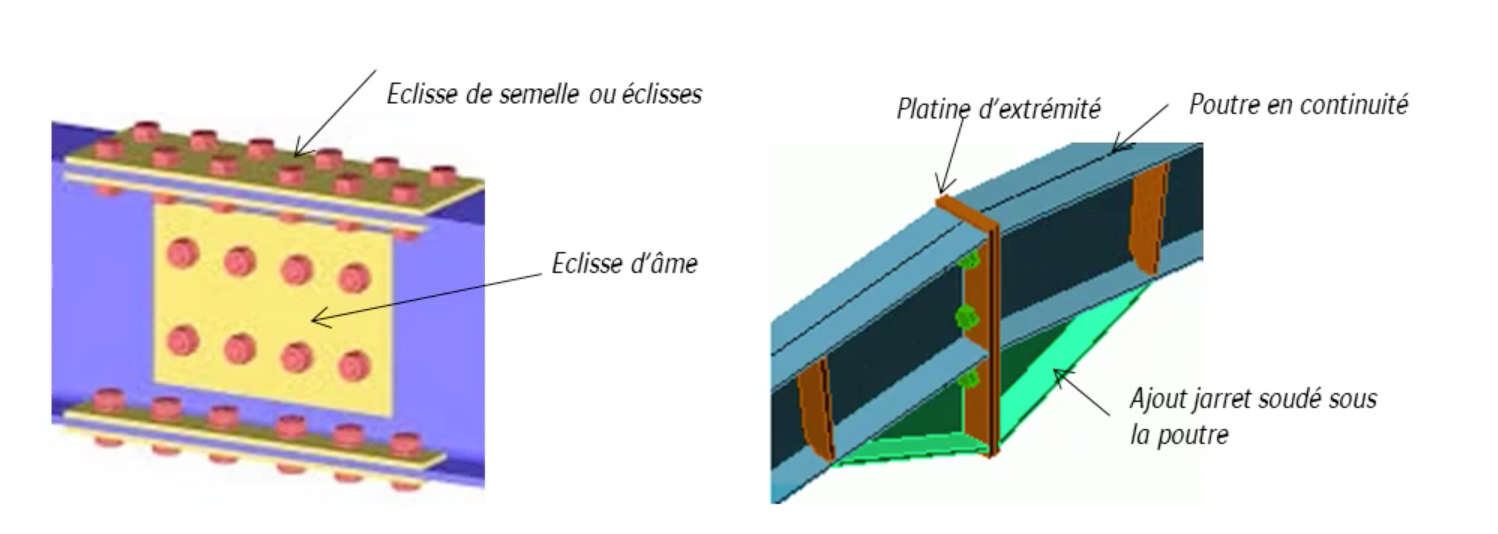 Eclisse de semelle ou éclisses
Eclisse d'âme
Platine d'extrémité
Poutre en continuité
Ajout jarret soudé sous
la poutre